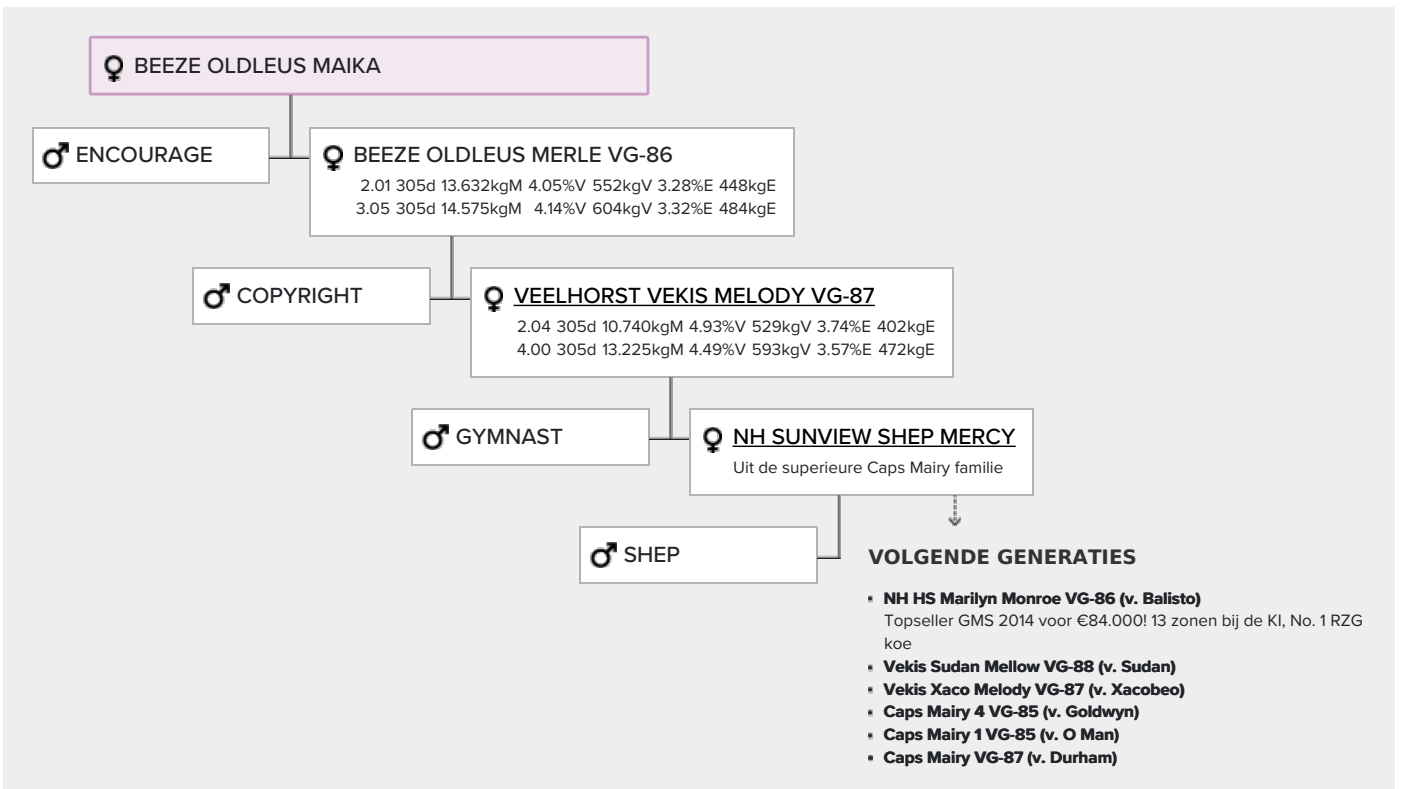 BEEZE OLDLEUS MAIKA
ENCOURAGE
BEEZE OLDLEUS MERLE VG-86
2.01 305d 13.632kgM 4.05%V 552kgV 3.28%E 448kgE
3.05 305d 14.575kgM 4.14%V 604kgV 3.32%E 484kgE
COPYRIGHT
VEELHORST VEKIS MELODY VG-87
2.04 305d 10.740kgM 4.93%V 529kgV 3.74%E 402kgE
4.00 305d 13.225kgM 4.49%V 593kgV 3.57%E 472kgE
GYMNAST
NH SUNVIEW SHEP MERCY
Uit de superieure Caps Mairy familie
SHEP
VOLGENDE GENERATIES
NH HS Marilyn Monroe VG-86 (v. Balisto)
Topseller GMS 2014 voor €84.000! 13 zonen bij de KI, No. 1 RZG
koe
Vekis Sudan Mellow VG-88 (v. Sudan)
Vekis Xaco Melody VG-87 (v. Xacobeo)
Caps Mairy 4 VG-85 (v. Goldwyn)
Caps Mairy 1 VG-85 (v. O Man)
Caps Mairy VG-87 (v. Durham)